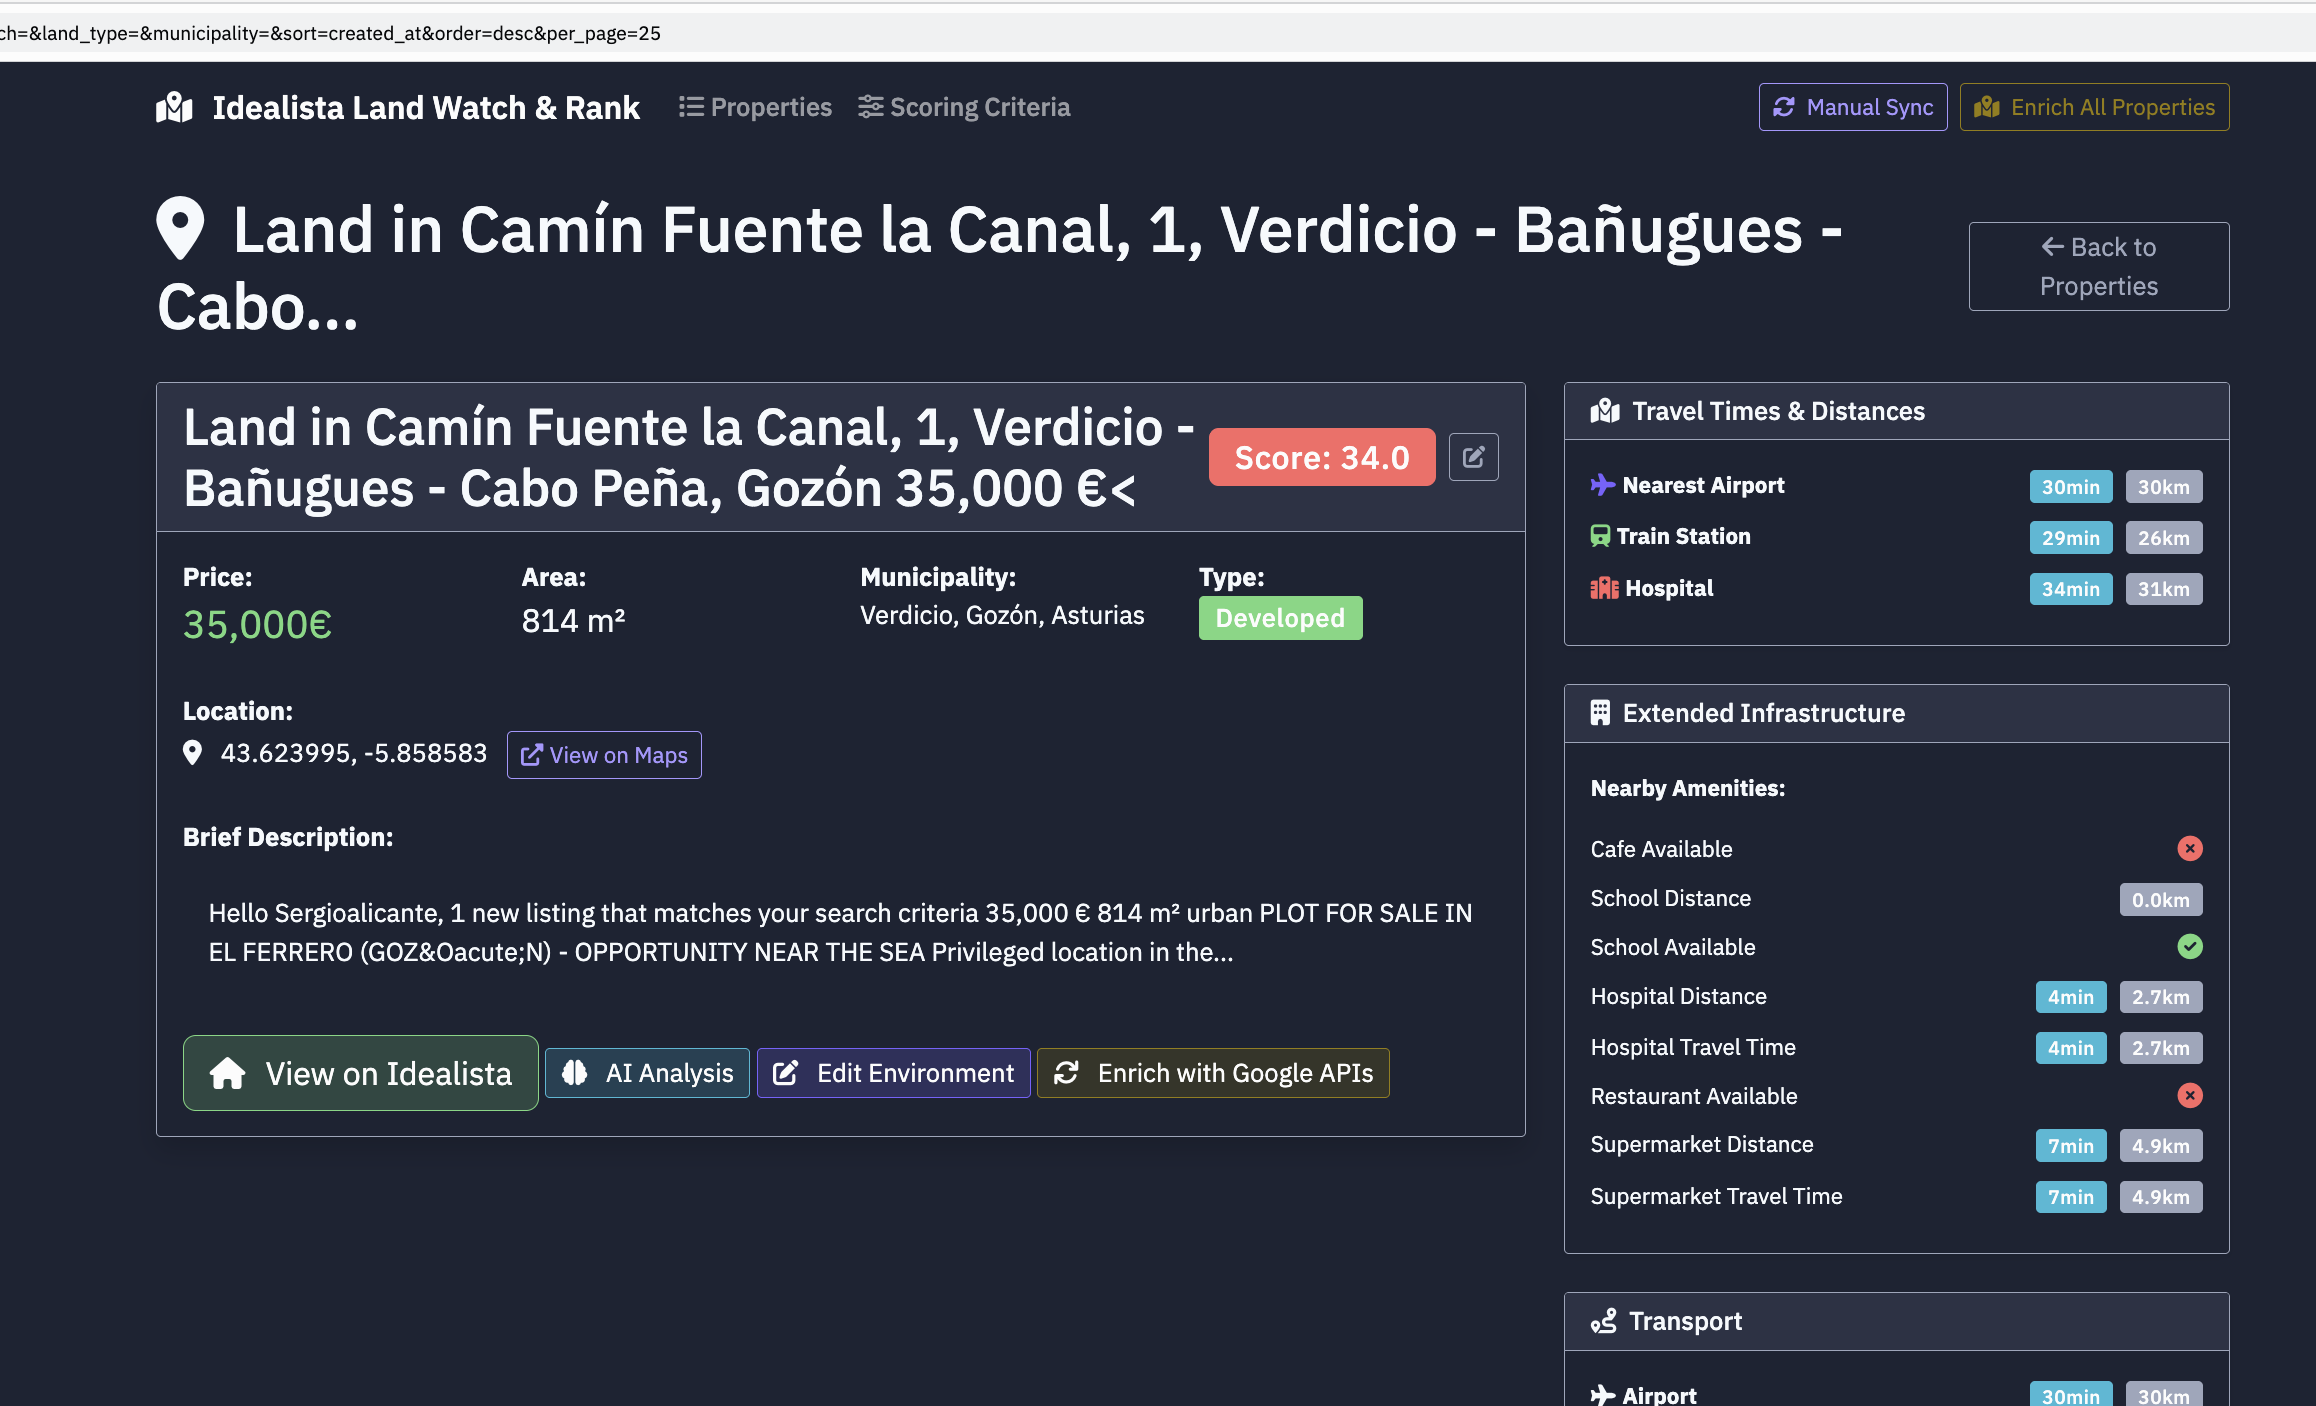 ch=&land_type=&municipality=&sort=created_at&order=desc&per_page=25
Idealista Land Watch & Rank
Properties
Scoring Criteria
Manual Sync
Enrich All Properties
Land in Camín Fuente la Canal, 1, Verdicio - Bañugues -
Cabo...
Back to
Properties
Land in Camín Fuente la Canal, 1, Verdicio -
Bañugues - Cabo Peña, Gozón 35,000 €<
Score: 34.0
Price:
35,000€
Area:
814 m²
Municipality:
Verdicio, Gozón, Asturias
Type:
Developed
Location:
43.623995, -5.858583
View on Maps
Brief Description:
Hello Sergioalicante, 1 new listing that matches your search criteria 35,000 € 814 m² urban PLOT FOR SALE IN
EL FERRERO (GOZ&Oacute;N) - OPPORTUNITY NEAR THE SEA Privileged location in the...
View on Idealista
AI Analysis
Edit Environment
Enrich with Google APIs
Travel Times & Distances
Nearest Airport 30min 30km
Train Station 29min 26km
Hospital 34min 31km
Extended Infrastructure
Nearby Amenities:
Cafe Available
School Distance 0.0km
School Available
Hospital Distance 4min 2.7km
Hospital Travel Time 4min 2.7km
Restaurant Available
Supermarket Distance 7min 4.9km
Supermarket Travel Time 7min 4.9km
Transport
Airport 30min 30km